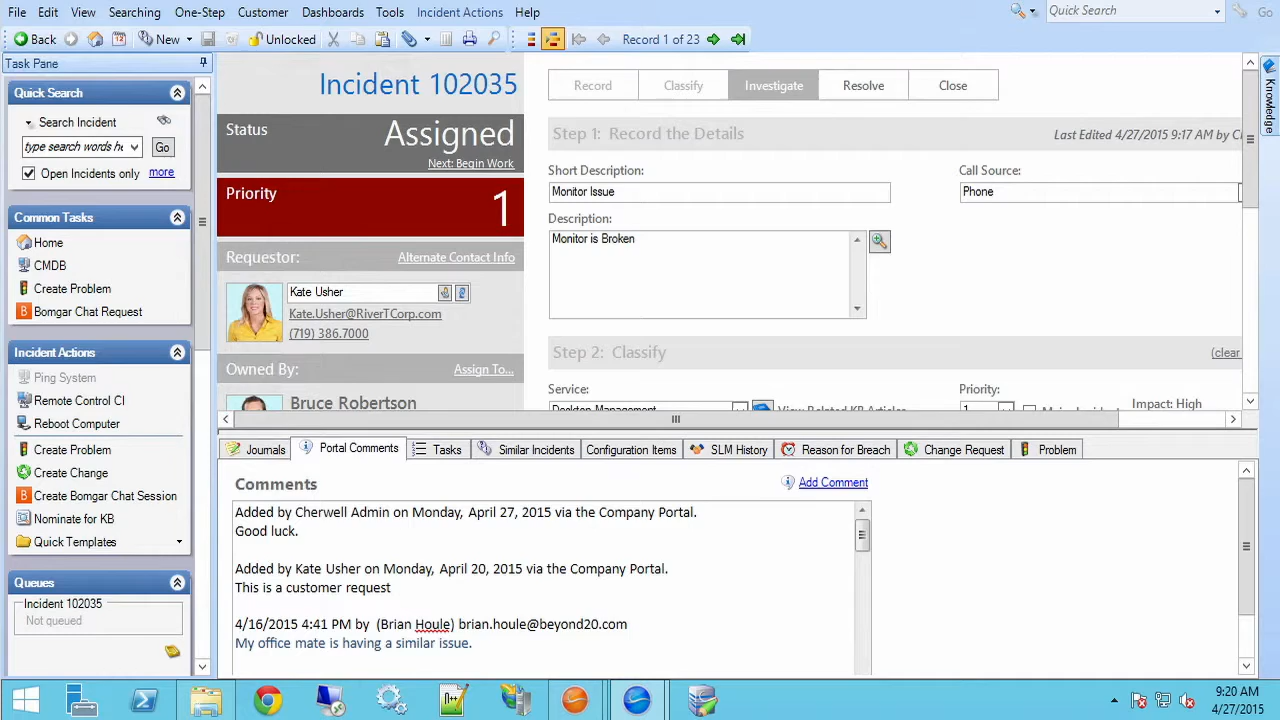 File Edit View Searching One-Step Customer Dashboards Tools Incident Actions Help
Quick Search
Go
Back
New
Unlocked
Record 1 of 23
Task Pane
Quick Search
Search Incident
type search words he
Go
Open Incidents only
more
Common Tasks
Home
CMDB
Create Problem
Bomgar Chat Request
Incident Actions
Ping System
Remote Control CI
Reboot Computer
Create Problem
Create Change
Create Bomgar Chat Session
Nominate for KB
Quick Templates
Queues
Incident 102035
Not queued
Incident 102035
Status
Assigned
Next: Begin Work
Priority
1
Requestor:
Alternate Contact Info
Kate Usher
Kate.Usher@RiverTCorp.com
(719) 386.7000
Owned By:
Assign To...
Bruce Robertson
Record
Classify
Investigate
Resolve
Close
Step 1: Record the Details
Last Edited 4/27/2015 9:17 AM by C
Short Description:
Monitor Issue
Call Source:
Phone
Description:
Monitor is Broken
Step 2: Classify
(clear
Service:
Desktop Management
View Related KB Articles
Priority:
1
Major Incident
Impact: High
Knowledge
Journals
Portal Comments
Tasks
Similar Incidents
Configuration Items
SLM History
Reason for Breach
Change Request
Problem
Comments
Add Comment
Added by Cherwell Admin on Monday, April 27, 2015 via the Company Portal.
Good luck.
Added by Kate Usher on Monday, April 20, 2015 via the Company Portal.
This is a customer request
4/16/2015 4:41 PM by (Brian Houle) brian.houle@beyond20.com
My office mate is having a similar issue.
9:20 AM
4/27/2015